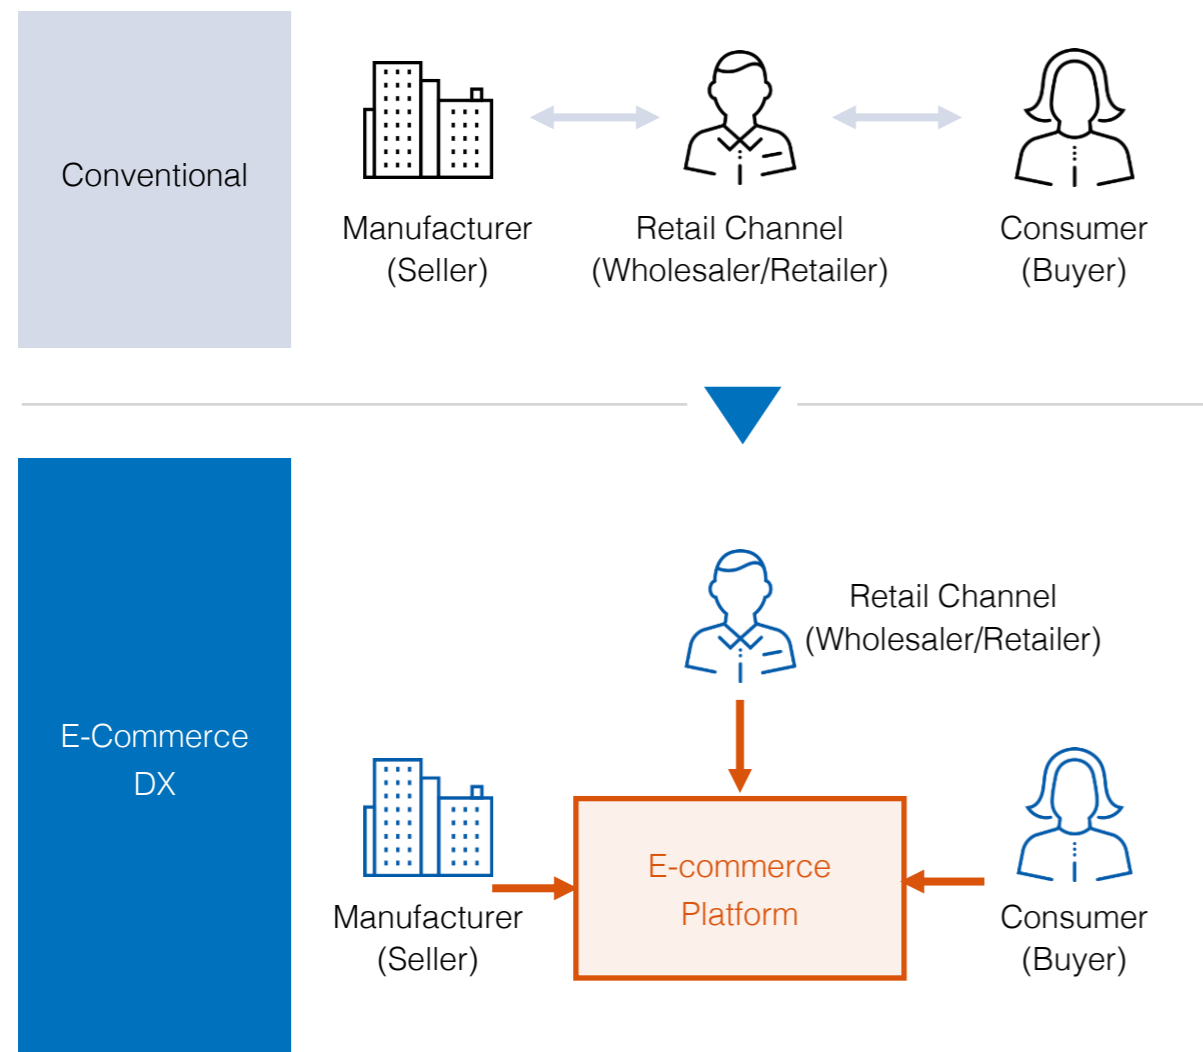 Conventional
Manufacturer
(Seller)
Retail Channel
(Wholesaler/Retailer)
Consumer
(Buyer)
E-Commerce
DX
Retail Channel
(Wholesaler/Retailer)
Manufacturer
(Seller)
E-commerce
Platform
Consumer
(Buyer)